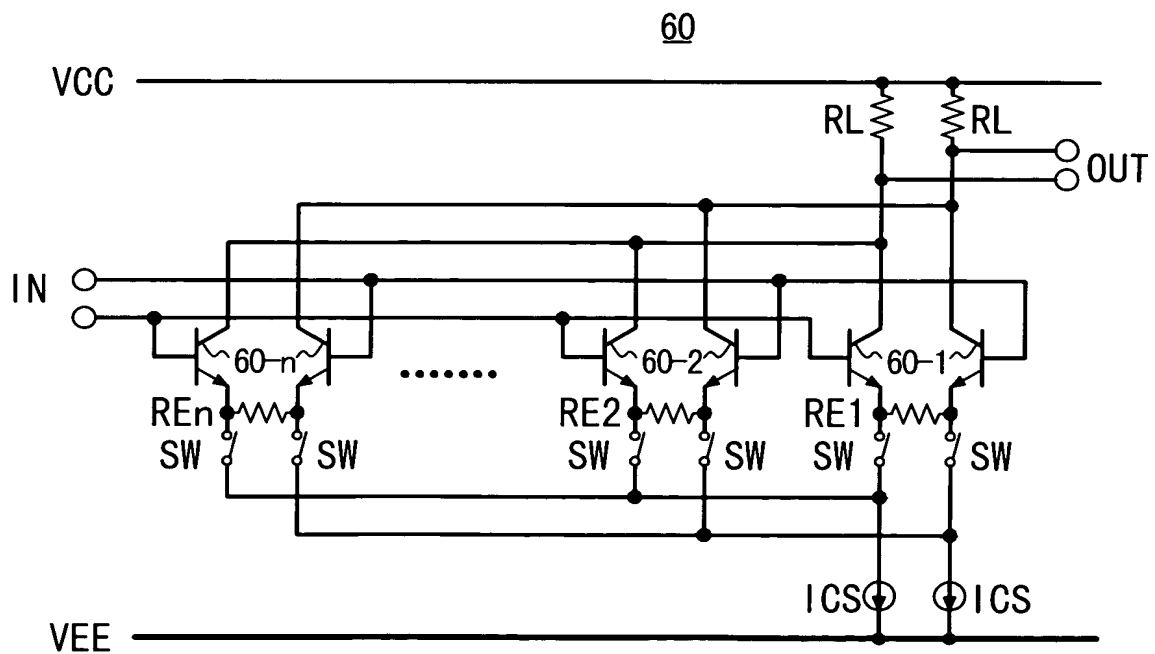 60
VCC
RL RL
OUT
IN
60-n 60-2 60-1
.......
REn RE2 RE1
SW SW SW SW SW SW
ICS ICS
VEE